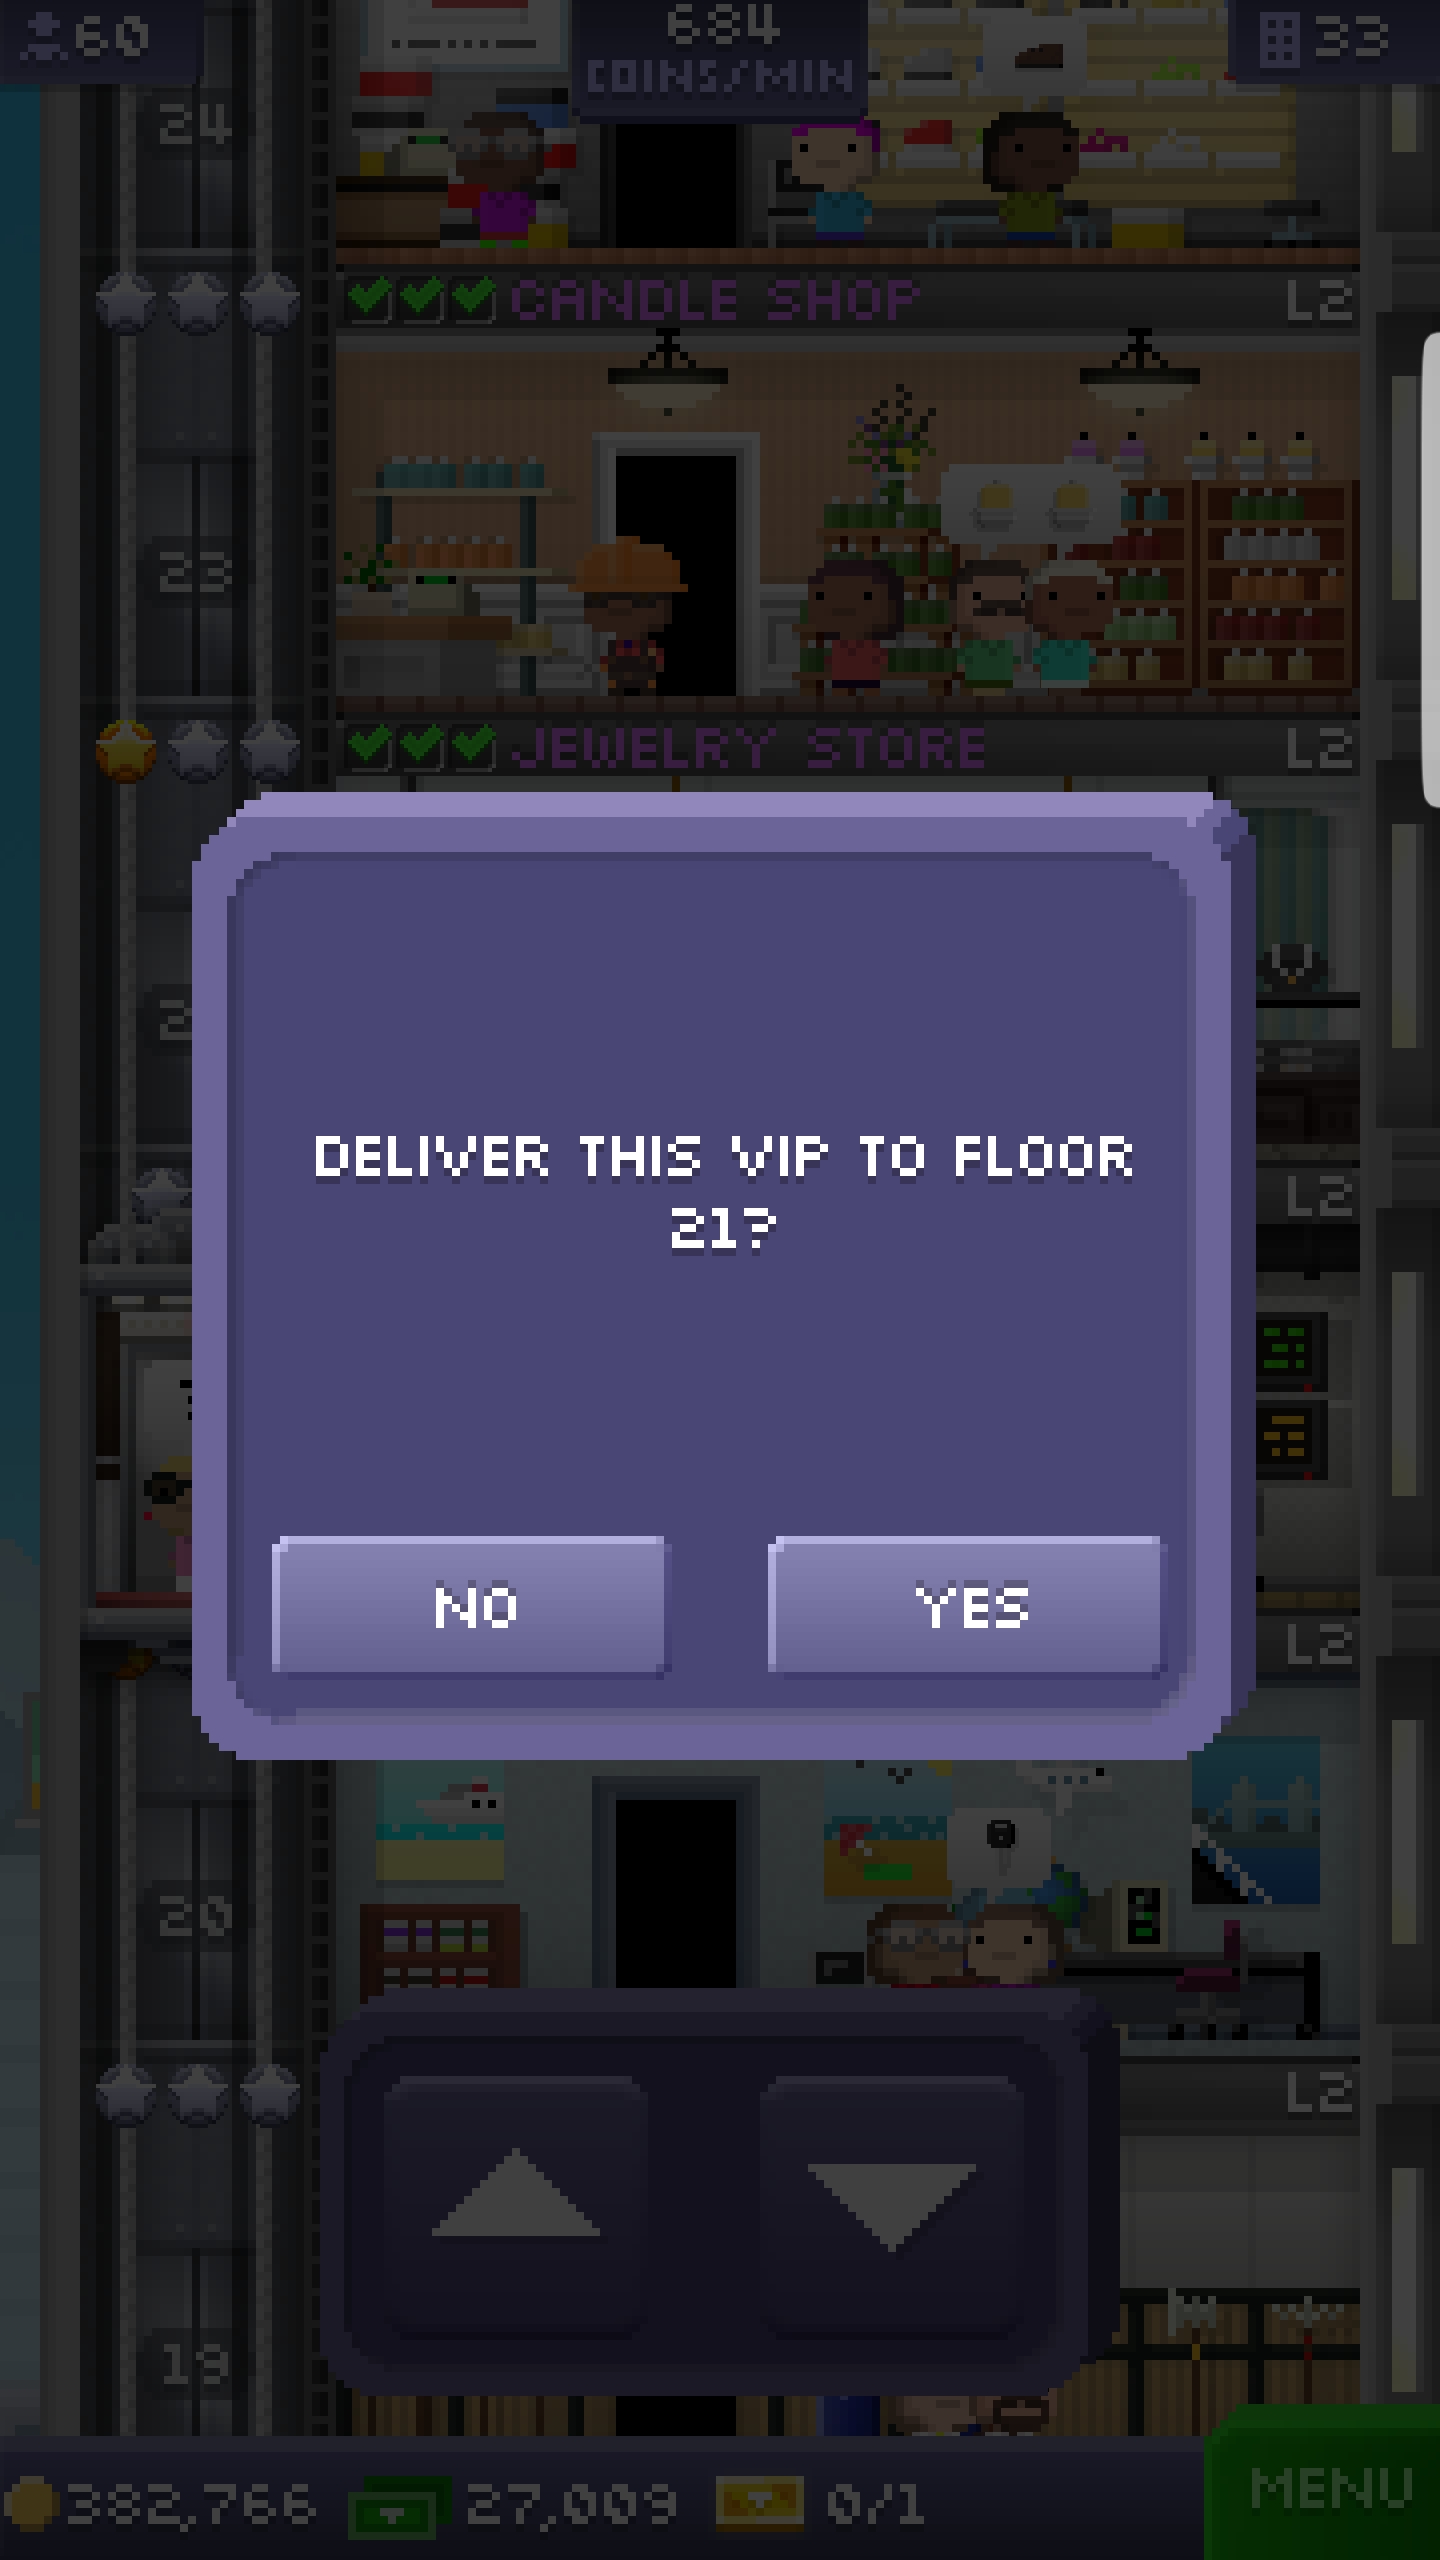 60
684
COINS/MIN
33
24
CANDLE SHOP L2
23
JEWELRY STORE L2
L2
DELIVER THIS VIP TO FLOOR
21?
NO YES
L2
20
L2
19
382,766 27,009 0/1 MENU